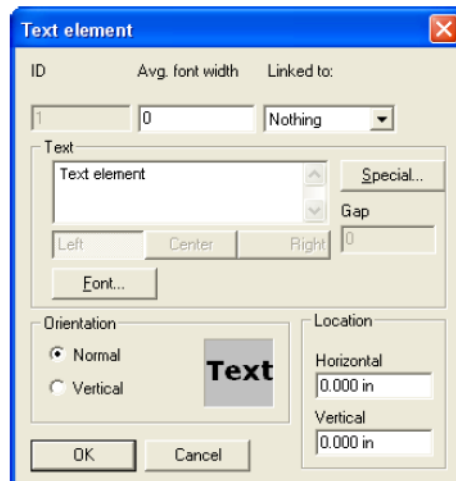 Text element
ID Avg. font width Linked to:
1 0 Nothing
Text
Text element
Special...
Gap
Left Center Right 0
Font...
Orientation Location
Normal
Text
Horizontal
0.000 in
Vertical
Vertical
0.000 in
OK Cancel